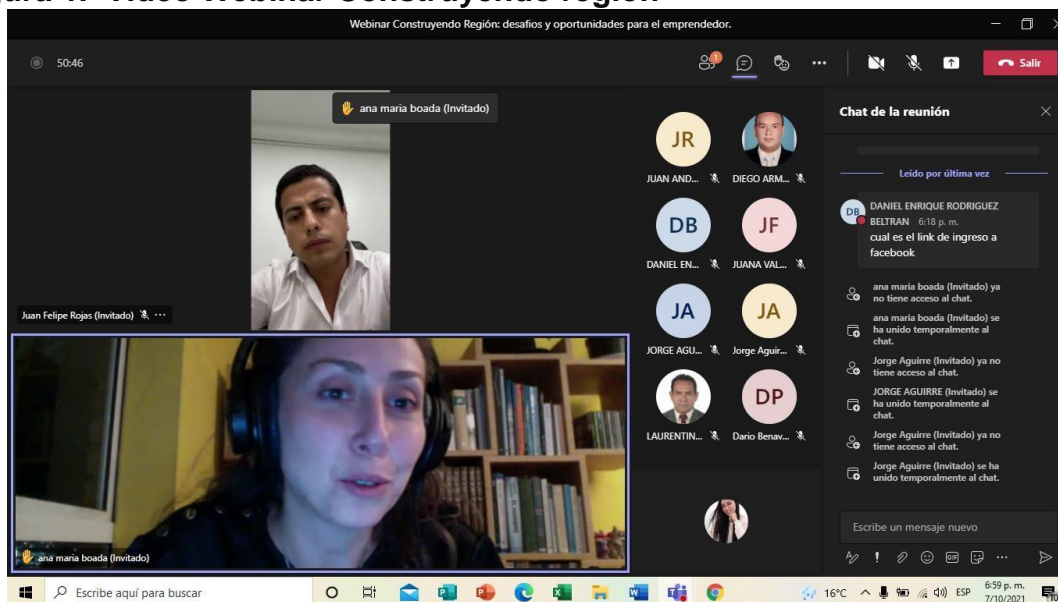 Webinar Construyendo Región: desafíos y oportunidades para el emprendedor.
50:46
1
Salir
ana maria boada (Invitado)
Juan Felipe Rojas (Invitado)
ana maria boada (Invitado)
JR
JUAN AND...
DIEGO ARM...
DB
DANIEL EN...
JF
JUANA VAL...
JA
JORGE AGU...
JA
Jorge Aguir...
LAURENTIN...
DP
Dario Benav...
Chat de la reunión
Leído por última vez
DB
DANIEL ENRIQUE RODRIGUEZ
BELTRAN 6:18 p. m.
cual es el link de ingreso a
facebook
ana maria boada (Invitado) ya
no tiene acceso al chat.
ana maria boada (Invitado) se
ha unido temporalmente al
chat.
Jorge Aguirre (Invitado) ya no
tiene acceso al chat.
JORGE AGUIRRE (Invitado) se
ha unido temporalmente al
chat.
Jorge Aguirre (Invitado) ya no
tiene acceso al chat.
Jorge Aguirre (Invitado) se ha
unido temporalmente al chat.
Escribe un mensaje nuevo
GIF
Escribe aquí para buscar
16°C
ESP
6:59 p. m.
7/10/2021